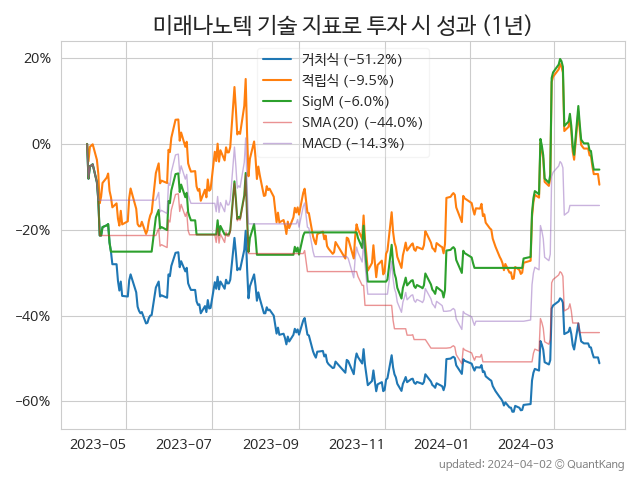 미래나노텍 기술 지표로 투자 시 성과 (1년)
거치식 (−51.2%)
적립식 (−9.5%)
SigM (−6.0%)
SMA(20) (−44.0%)
MACD (−14.3%)
20%
0%
−20%
−40%
−60%
2023-05 2023-07 2023-09 2023-11 2024-01 2024-03
updated: 2024-04-02 © QuantKang